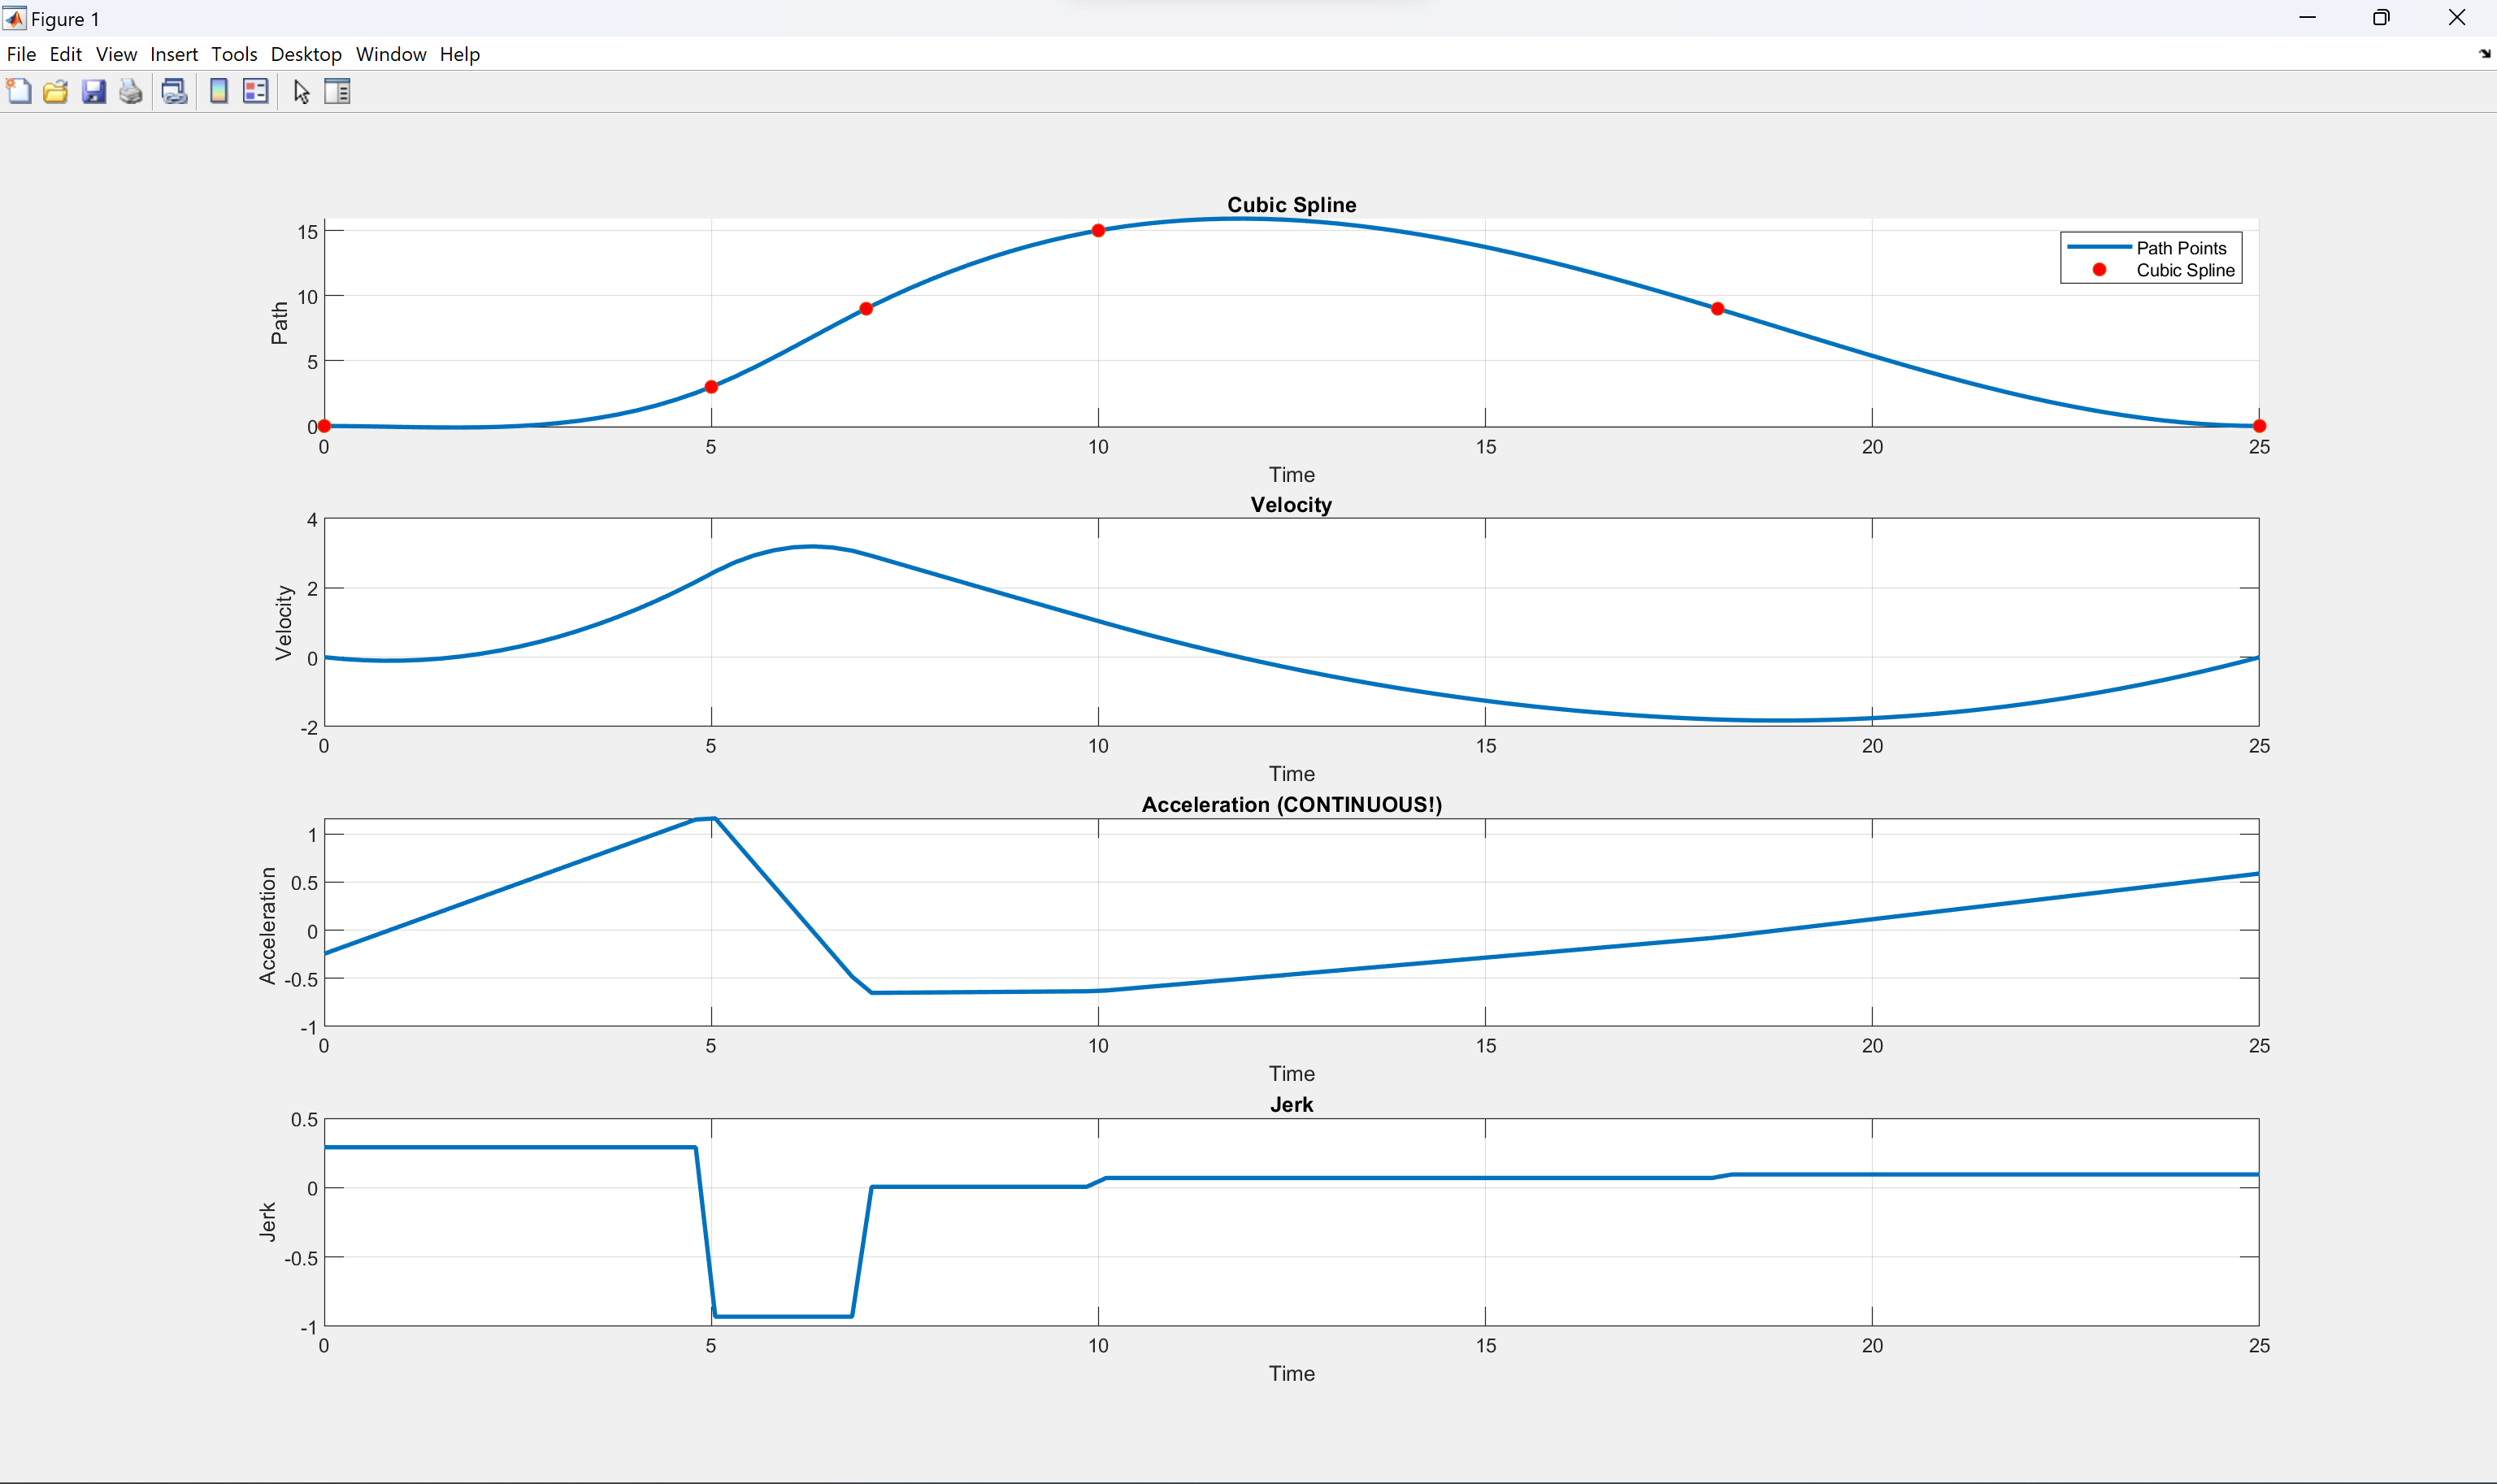 Figure 1
File Edit View Insert Tools Desktop Window Help
Cubic Spline
15
10
5
0
Path
Path Points
Cubic Spline
0 5 10 15 20 25
Time
Velocity
4
2
0
-2
Velocity
0 5 10 15 20 25
Time
Acceleration (CONTINUOUS!)
1
0.5
0
-0.5
-1
Acceleration
0 5 10 15 20 25
Time
Jerk
0.5
0
-0.5
-1
Jerk
0 5 10 15 20 25
Time